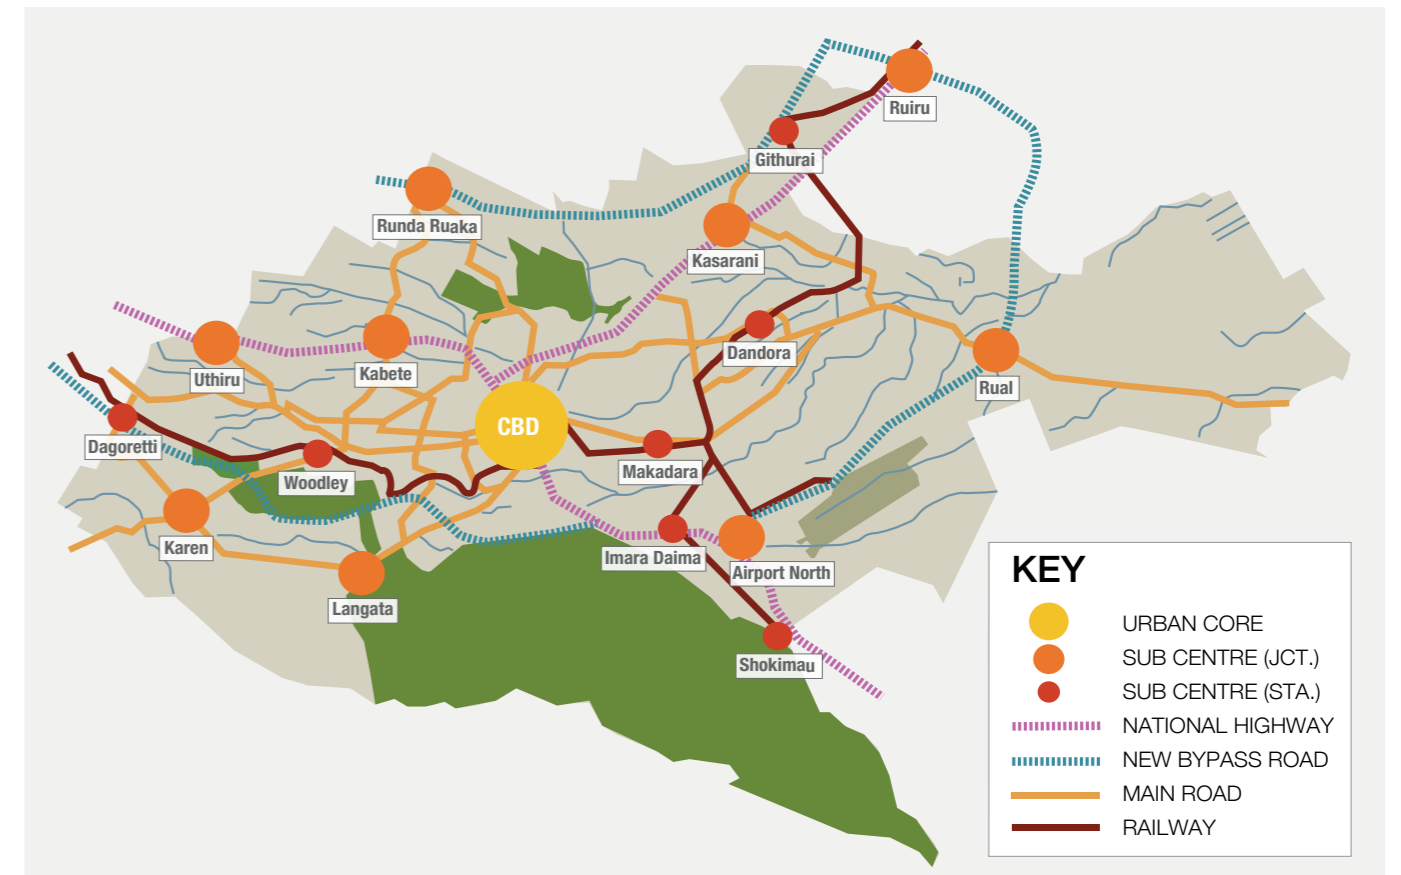 Ruiru
Githurai
Runda Ruaka
Kasarani
Dandora
Uthiru
Kabete
Rual
CBD
Dagoretti
Makadara
Woodley
Karen
Imara Daima
Airport North
Langata
Shokimau
KEY
URBAN CORE
SUB CENTRE (JCT.)
SUB CENTRE (STA.)
NATIONAL HIGHWAY
NEW BYPASS ROAD
MAIN ROAD
RAILWAY